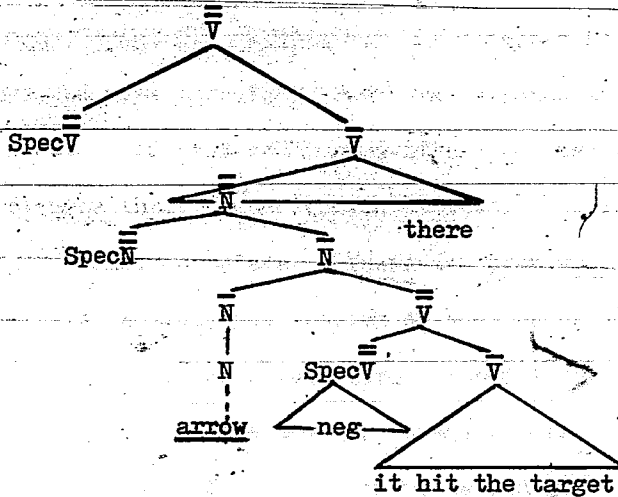 V̿
SpecV̿ V̅
N̿
there
SpecN̿ N̅
N̅ V̿
N SpecV̿ V̅
arrow neg
it hit the target